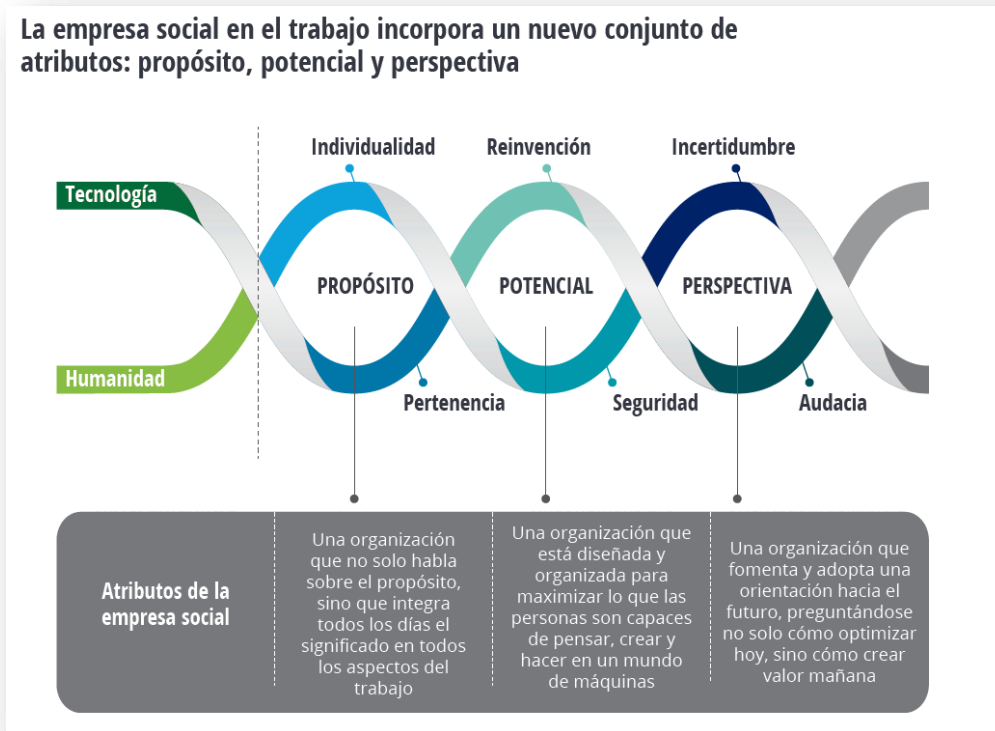 La empresa social en el trabajo incorpora un nuevo conjunto de
atributos: propósito, potencial y perspectiva
Individualidad
Reinvención
Incertidumbre
Tecnología
PROPÓSITO
POTENCIAL
PERSPECTIVA
Humanidad
Pertenencia
Seguridad
Audacia
Atributos de la
empresa social
Una organización
que no solo habla
sobre el propósito,
sino que integra
todos los días el
significado en todos
los aspectos del
trabajo
Una organización que
está diseñada y
organizada para
maximizar lo que las
personas son capaces
de pensar, crear y
hacer en un mundo
de máquinas
Una organización que
fomenta y adopta una
orientación hacia el
futuro, preguntándose
no solo cómo optimizar
hoy, sino cómo crear
valor mañana